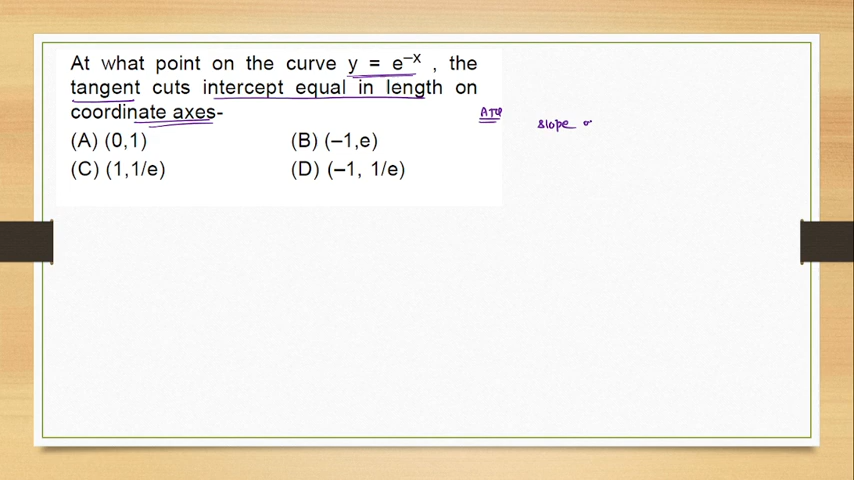 At what point on the curve y = e⁻ˣ , the
tangent cuts intercept equal in length on
coordinate axes-
(A) (0,1) (B) (–1,e)
(C) (1,1/e) (D) (–1, 1/e)
ATQ
slope o